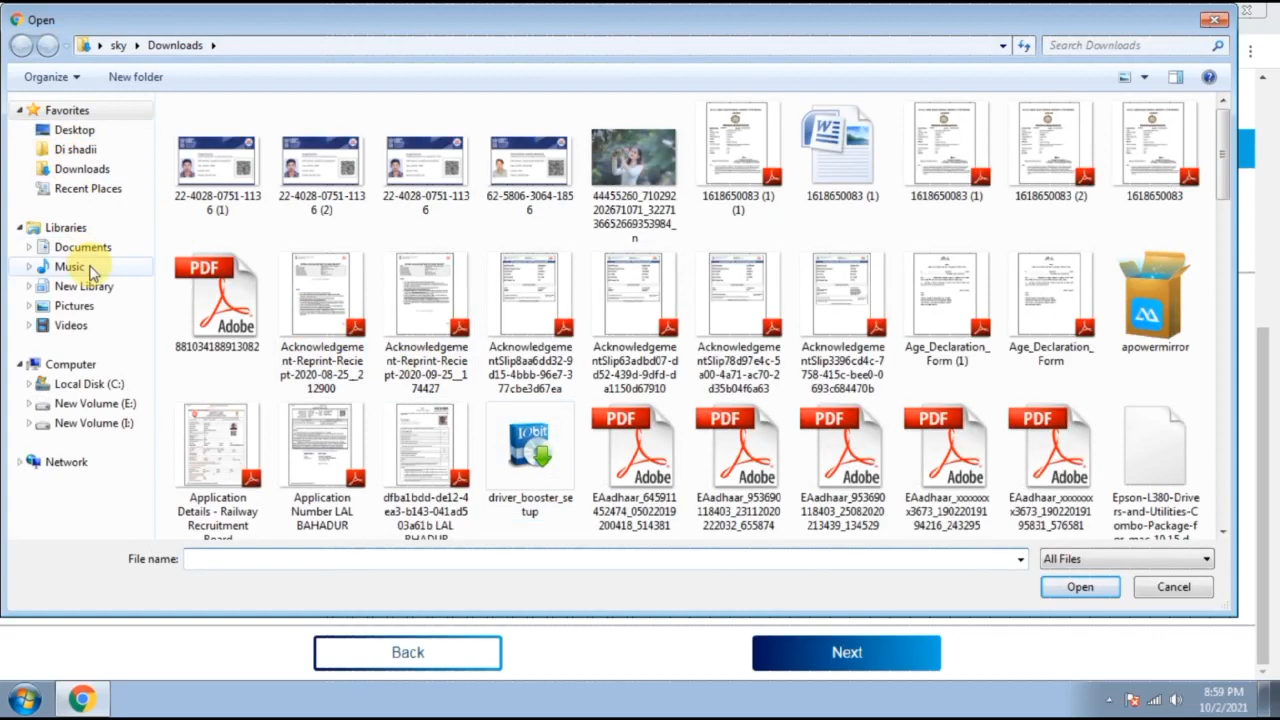 Open
sky
Downloads
Search Downloads
Organize
New folder
Favorites
Desktop
Di shadii
Downloads
Recent Places
Libraries
Documents
Music
New Library
Pictures
Videos
Computer
Local Disk (C:)
New Volume (E:)
New Volume (I:)
Network
22-4028-0751-113
6 (1)
22-4028-0751-113
6 (2)
22-4028-0751-113
6
62-5806-3064-185
6
44455260_710292
202671071_32271
36652669353984_
n
1618650083 (1)
(1)
1618650083 (1)
1618650083 (1)
1618650083 (2)
1618650083
PDF
Adobe
881034188913082
Acknowledgeme
nt-Reprint-Recie
pt-2020-08-25__2
12900
Acknowledgeme
nt-Reprint-Recie
pt-2020-09-25__1
74427
Acknowledgeme
ntSlip8aa6dd32-9
d15-4bbb-96e7-3
77cbe3d67ea
Acknowledgeme
ntSlip63adbd07-d
d52-439d-9dfd-d
a1150d67910
Acknowledgeme
ntSlip78d97e4c-5
a00-4a71-ac70-2
2d35b04f6a63
Acknowledgeme
ntSlip3396cd4c-7
758-415c-bee0-0
693c684470b
Age_Declaration_
Form (1)
Age_Declaration_
Form
apowermirror
Application
Details - Railway
Recruitment
Board
Application
Number LAL
BAHADUR
dfba1bdd-de12-4
ea3-b143-041ad5
03a61b LAL
BAHADUR
IObit
driver_booster_se
tup
PDF
Adobe
EAadhaar_645911
452474_05022019
200418_514381
PDF
Adobe
EAadhaar_953690
118403_23112020
222032_655874
PDF
Adobe
EAadhaar_953690
118403_25082020
213439_134529
PDF
Adobe
EAadhaar_xxxxxxx
x3673_190220191
94216_243295
PDF
Adobe
EAadhaar_xxxxxxx
x3673_190220191
95831_576581
Epson-L380-Drive
rs-and-Utilities-C
ombo-Package-f
File name:
All Files
Open
Cancel
Back
Next
8:59 PM
10/2/2021